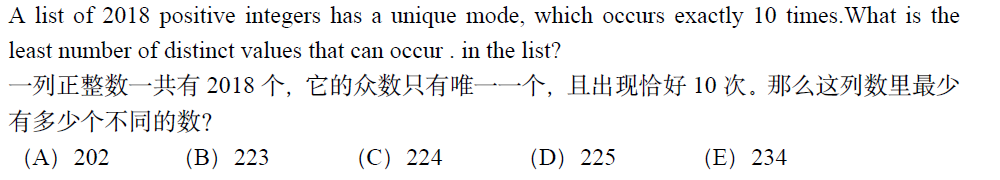 A list of 2018 positive integers has a unique mode, which occurs exactly 10 times.What is the
least number of distinct values that can occur . in the list?
一列正整数一共有 2018 个，它的众数只有唯一一个，且出现恰好 10 次。那么这列数里最少
有多少个不同的数？
（A）202 （B）223 （C）224 （D）225 （E）234